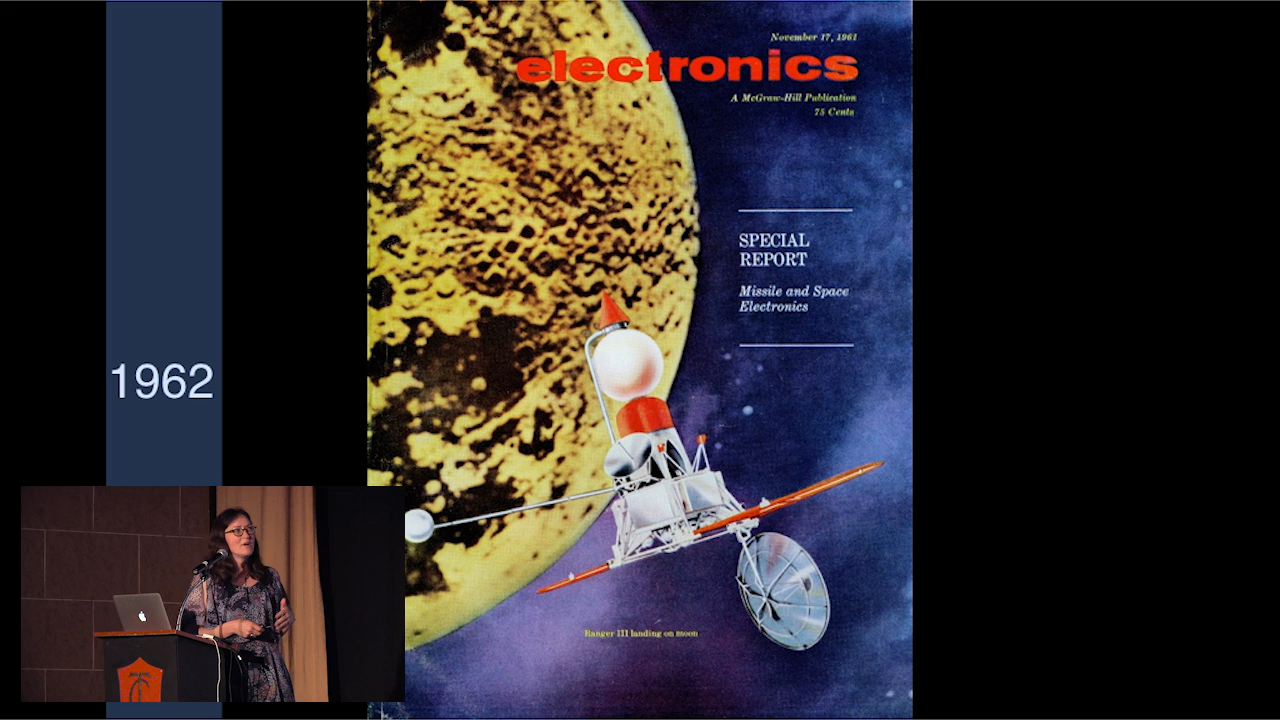 November 17, 1961
electronics
A McGraw-Hill Publication
75 Cents
SPECIAL
REPORT
Missile and Space
Electronics
1962
Ranger III landing on moon